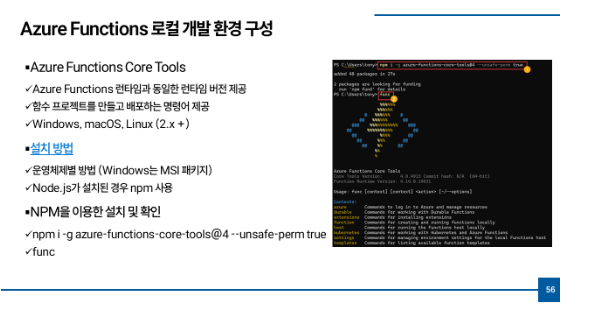 Azure Functions 로컬 개발 환경 구성
▪Azure Functions Core Tools
✓Azure Functions 런타임과 동일한 런타임 버전 제공
✓함수 프로젝트를 만들고 배포하는 명령어 제공
✓Windows, macOS, Linux (2.x +)
▪설치 방법
✓운영체제별 방법 (Windows는 MSI 패키지)
✓Node.js가 설치된 경우 npm 사용
▪NPM을 이용한 설치 및 확인
✓npm i -g azure-functions-core-tools@4 --unsafe-perm true
✓func
PS C:\Users\tony> npm i -g azure-functions-core-tools@4 --unsafe-perm true
added 48 packages in 27s
2 packages are looking for funding
run `npm fund` for details
PS C:\Users\tony> func
Azure Functions Core Tools
Core Tools Version:
Commit hash: N/A (64-bit)
Function Runtime Version:
Usage: func [context] [context] <action> [-/--options]
Contexts:
azure Commands to log in to Azure and manage resources
durable Commands for working with Durable Functions
extensions Commands for installing extensions
function Commands for creating and running functions locally
host Commands for running the Functions host locally
kubernetes Commands for working with Kubernetes and Azure Functions
settings Commands for managing environment settings for the local Functions host
templates Commands for listing available function templates
56